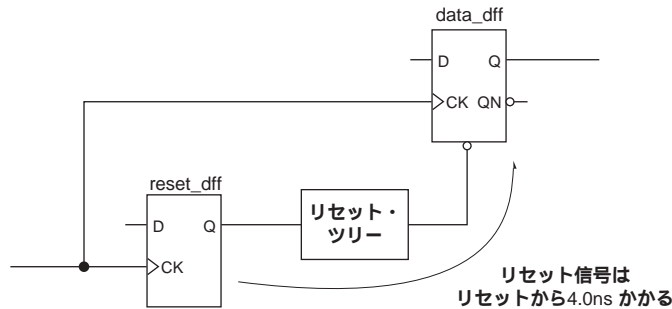 data_dff
D Q
CK QN
reset_dff
D Q
CK
リセット・
ツリー
リセット信号は
リセットから4.0ns かかる